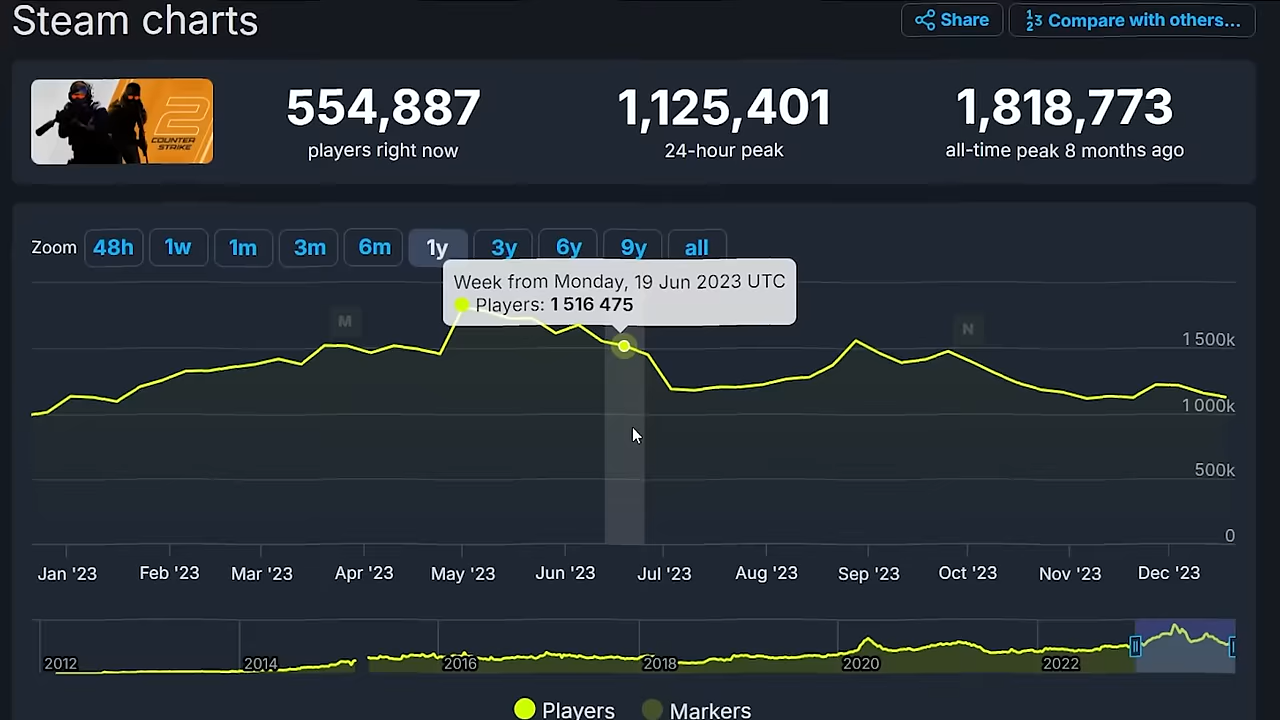 Steam charts
Share
Compare with others...
2
COUNTER
STRIKE
554,887
players right now
1,125,401
24-hour peak
1,818,773
all-time peak 8 months ago
Zoom 48h 1w 1m 3m 6m 1y 3y 6y 9y all
Week from Monday, 19 Jun 2023 UTC
Players: 1 516 475
M
N
1 500k
1 000k
500k
0
Jan '23 Feb '23 Mar '23 Apr '23 May '23 Jun '23 Jul '23 Aug '23 Sep '23 Oct '23 Nov '23 Dec '23
2012 2014 2016 2018 2020 2022
Players Markers